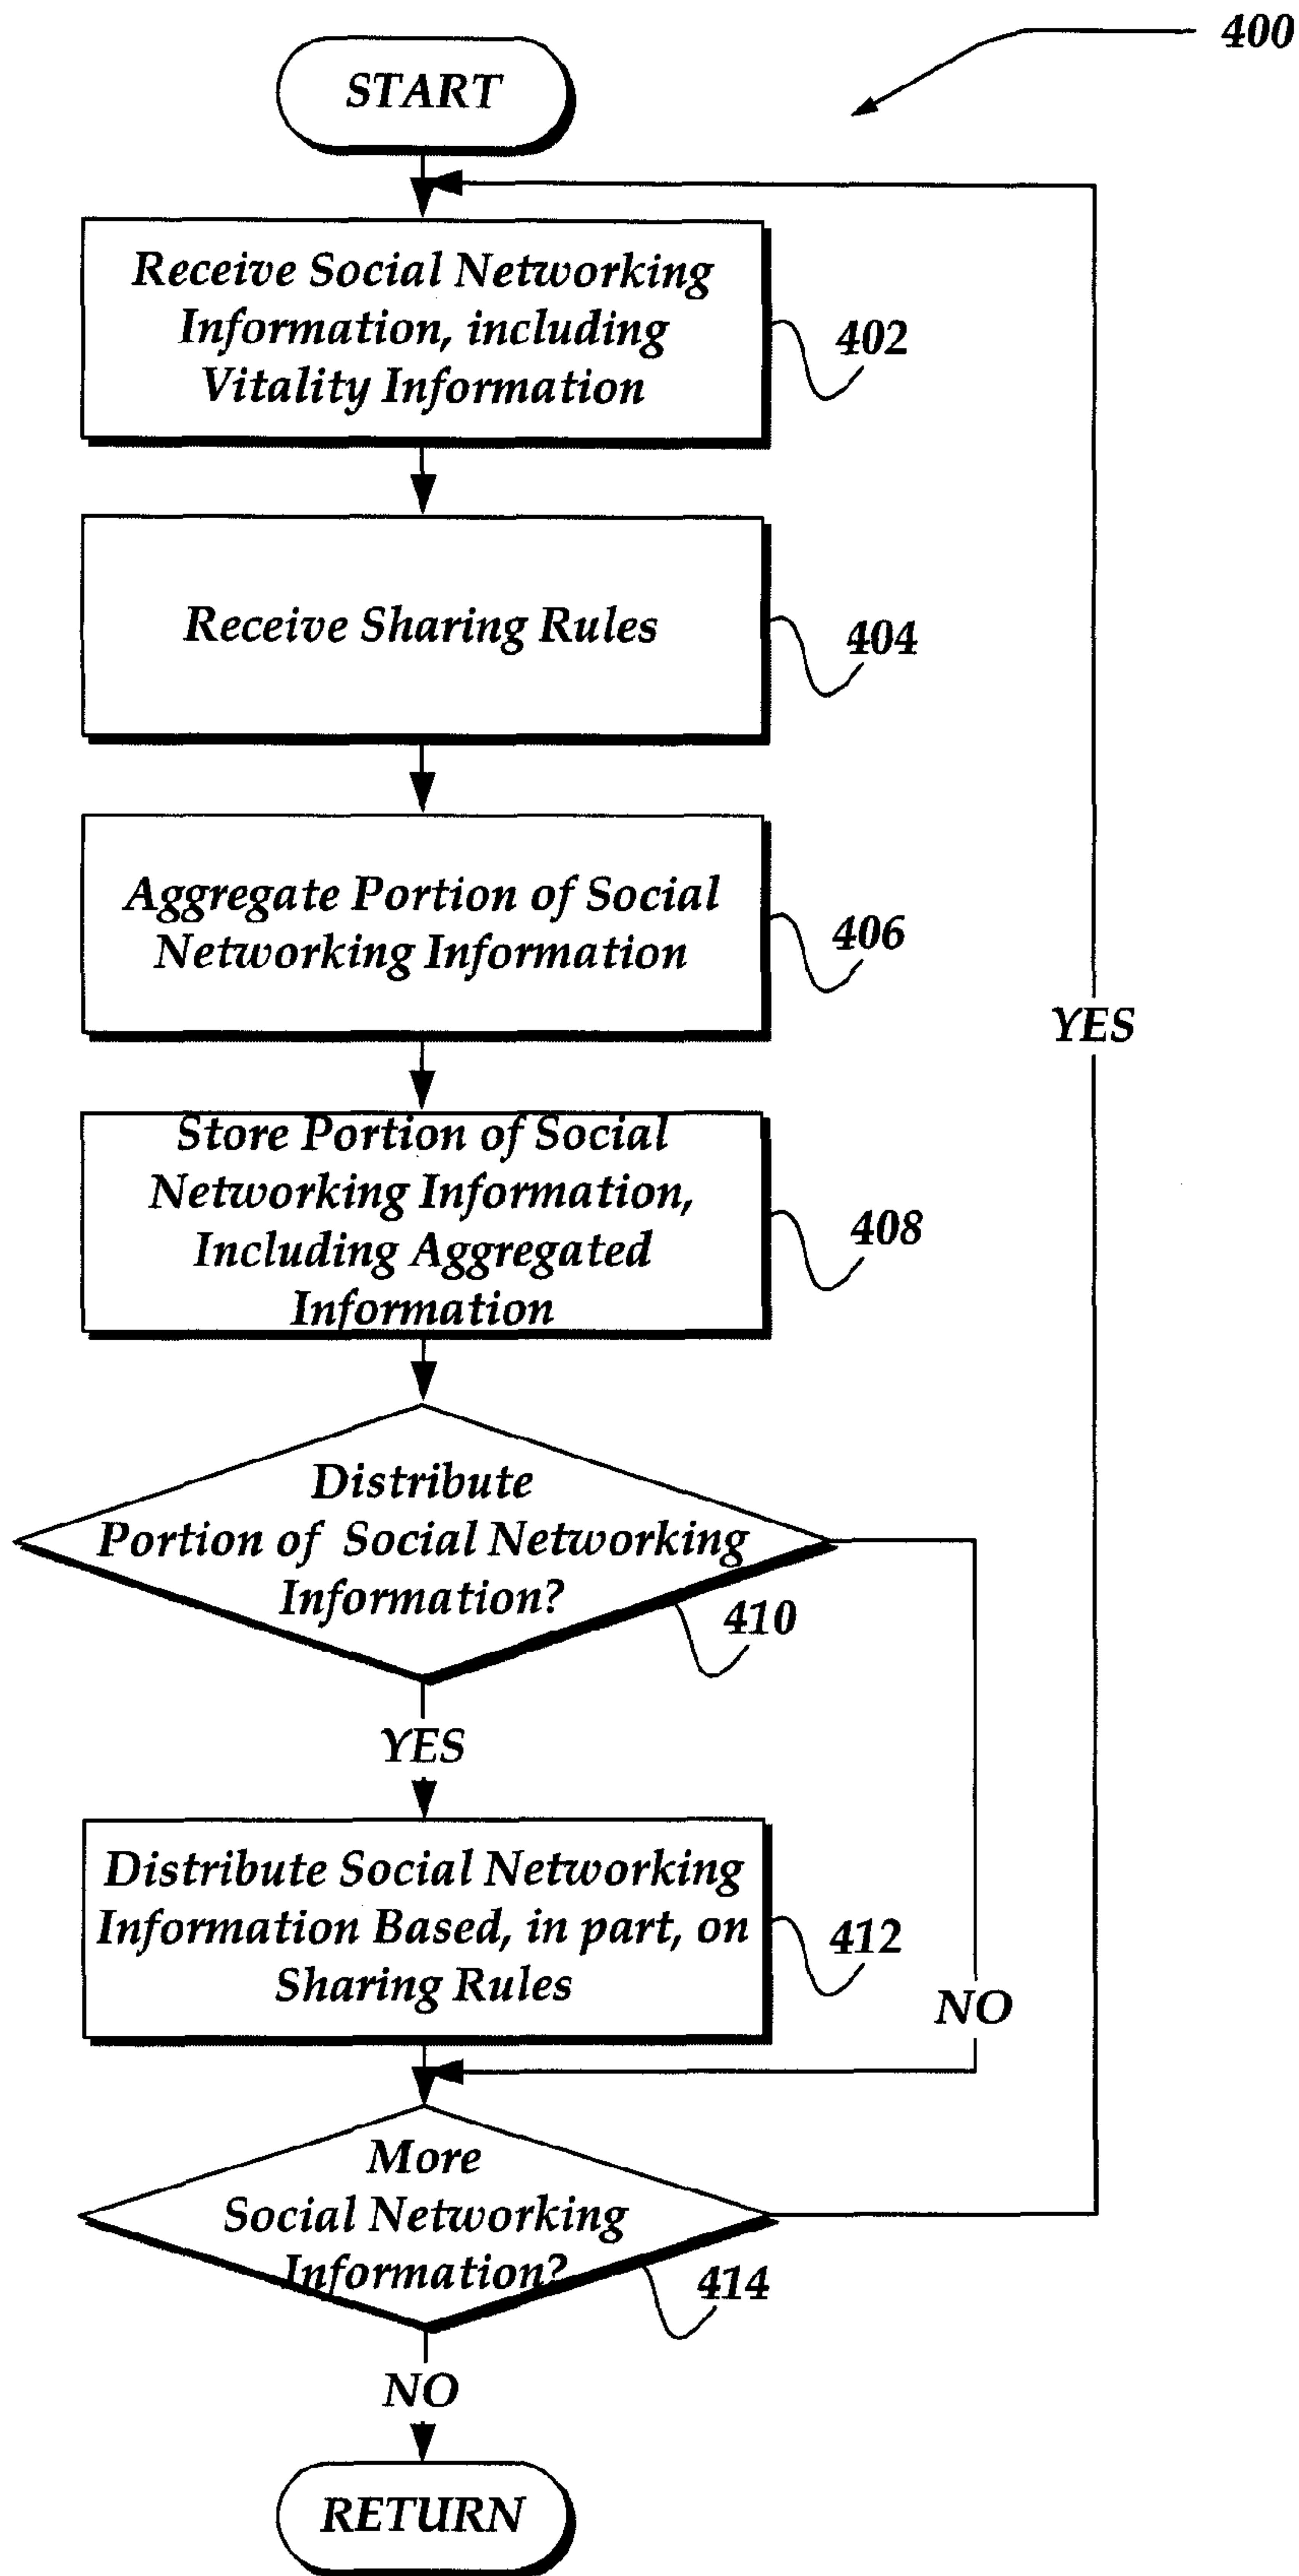 400
START
Receive Social Networking
Information, including
Vitality Information
402
Receive Sharing Rules
404
Aggregate Portion of Social
Networking Information
406
YES
Store Portion of Social
Networking Information,
Including Aggregated
Information
408
Distribute
Portion of Social Networking
Information?
410
YES
Distribute Social Networking
Information Based, in part, on
Sharing Rules
412
NO
More
Social Networking
Information?
414
NO
RETURN